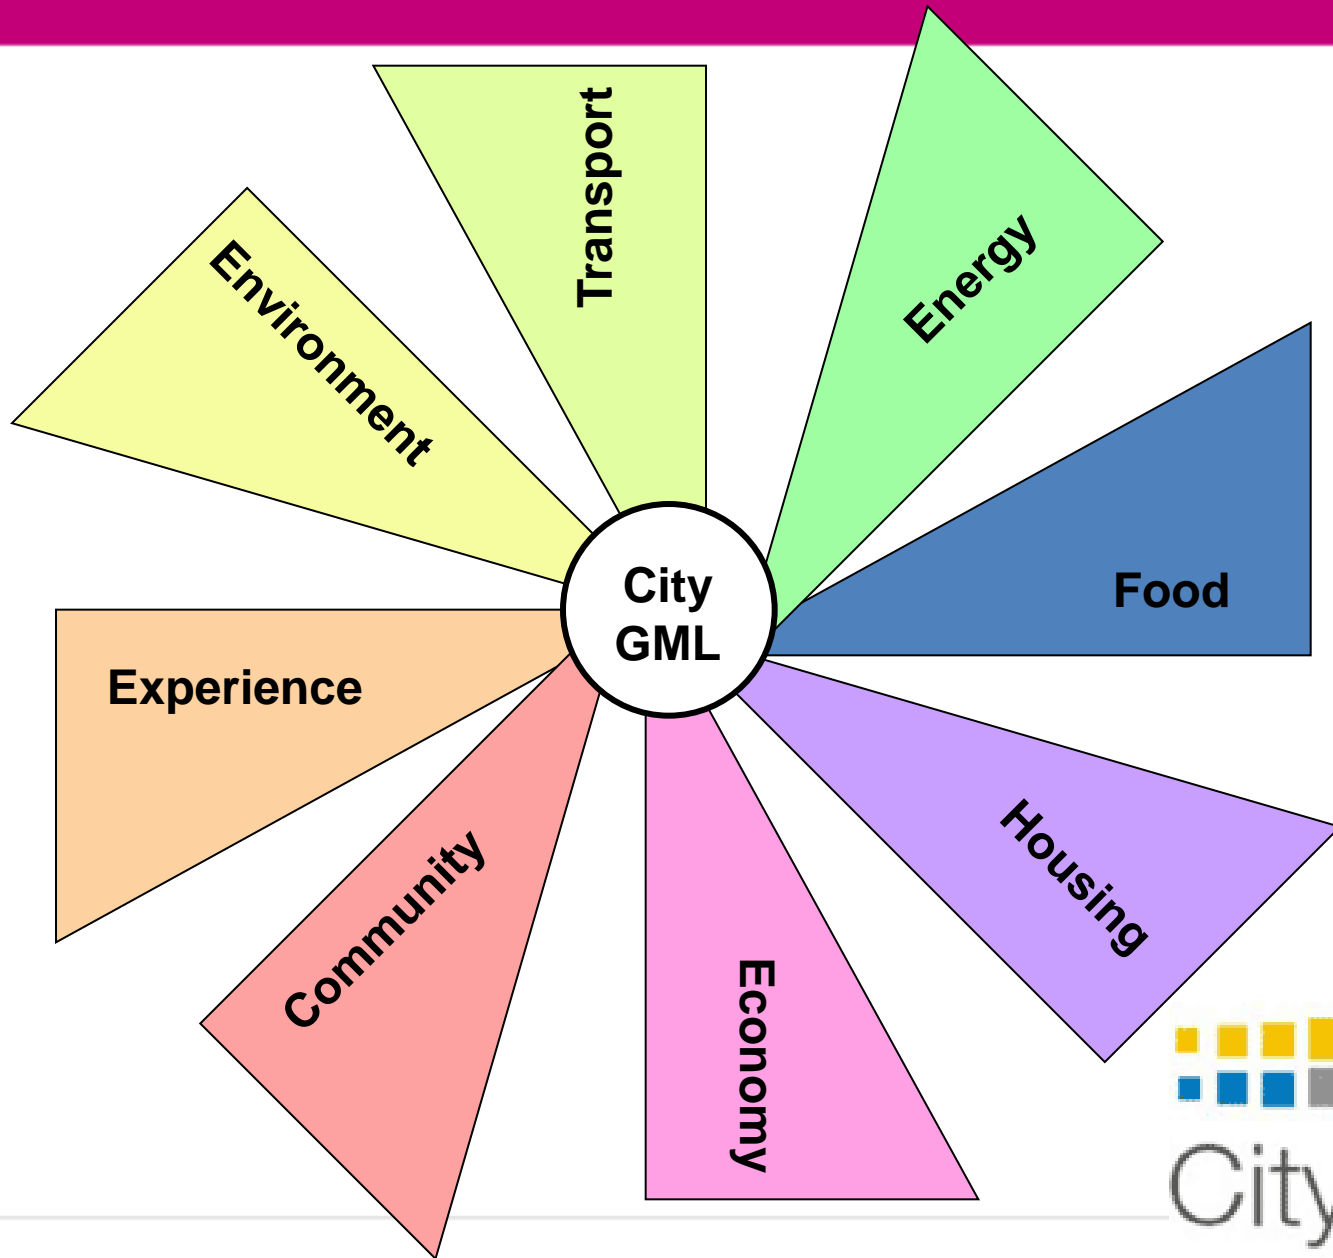 Transport
Energy
Environment
Food
City
GML
Experience
Housing
Community
Economy
City